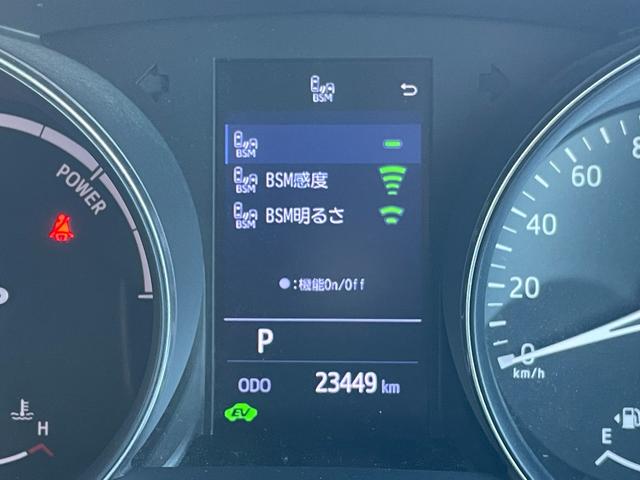 BSM
BSM
BSM BSM感度
BSM BSM明るさ
:機能On/Off
P
ODO 23449 km
EV
POWER
H
60
40
20
0
km/h
E